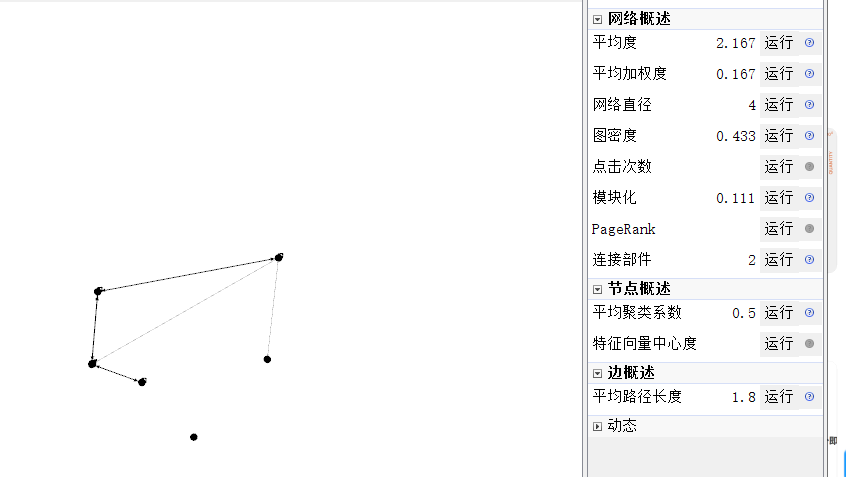 网络概述
平均度 2.167 运行
平均加权度 0.167 运行
网络直径 4 运行
图密度 0.433 运行
点击次数 运行
模块化 0.111 运行
PageRank 运行
连接部件 2 运行
节点概述
平均聚类系数 0.5 运行
特征向量中心度 运行
边概述
平均路径长度 1.8 运行
动态
QUANTITY
即